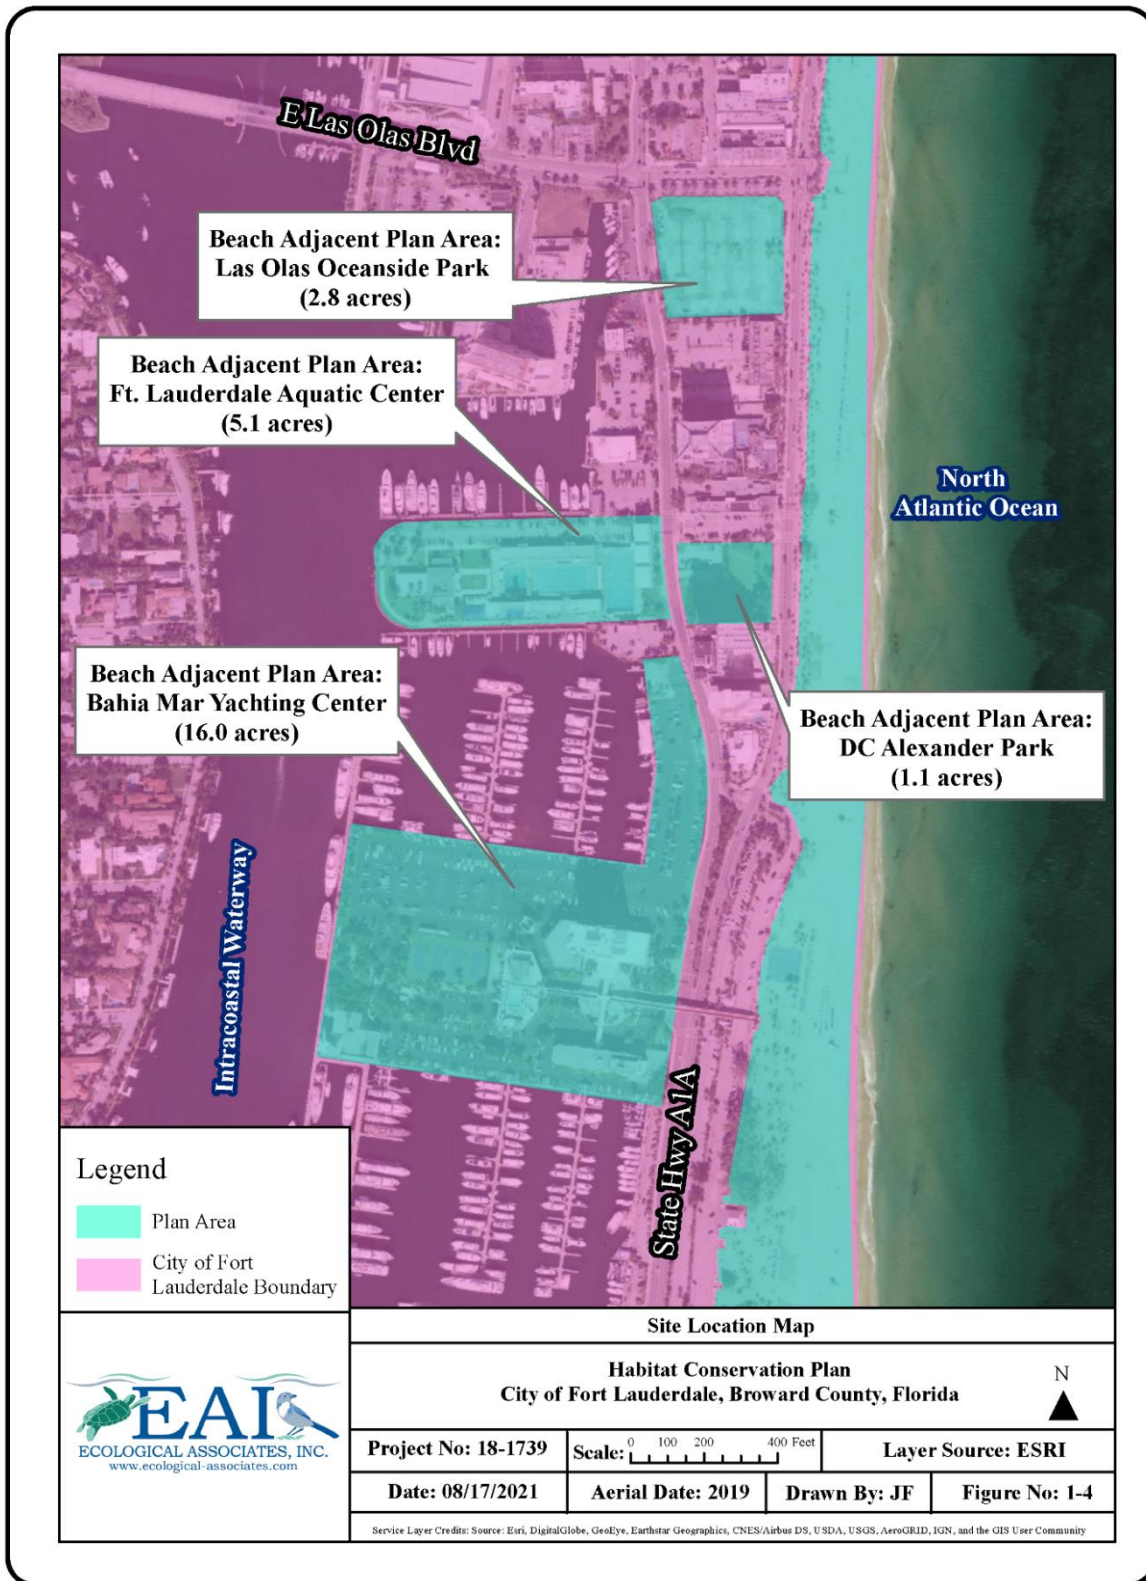 E Las Olas Blvd
Beach Adjacent Plan Area:
Las Olas Oceanside Park
(2.8 acres)
Beach Adjacent Plan Area:
Ft. Lauderdale Aquatic Center
(5.1 acres)
North
Atlantic Ocean
Beach Adjacent Plan Area:
Bahia Mar Yachting Center
(16.0 acres)
Beach Adjacent Plan Area:
DC Alexander Park
(1.1 acres)
Intracoastal Waterway
State Hwy A1A
Legend
Plan Area
City of Fort
Lauderdale Boundary
Site Location Map
Habitat Conservation Plan
City of Fort Lauderdale, Broward County, Florida
N
EAI
ECOLOGICAL ASSOCIATES, INC.
www.ecological-associates.com
Project No: 18-1739
Scale: 0 100 200 400 Feet
Layer Source: ESRI
Date: 08/17/2021
Aerial Date: 2019
Drawn By: JF
Figure No: 1-4
Service Layer Credits: Source: Esri, DigitalGlobe, GeoEye, Earthstar Geographics, CNES/Airbus DS, USDA, USGS, AeroGRID, IGN, and the GIS User Community